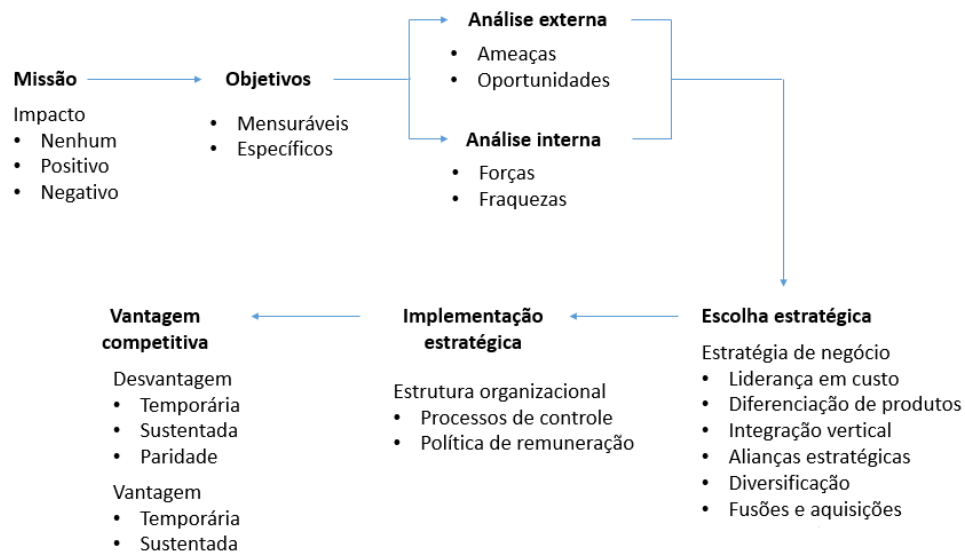 Missão
Impacto
• Nenhum
• Positivo
• Negativo
Objetivos
• Mensuráveis
• Específicos
Análise externa
• Ameaças
• Oportunidades
Análise interna
• Forças
• Fraquezas
Escolha estratégica
Estratégia de negócio
• Liderança em custo
• Diferenciação de produtos
• Integração vertical
• Alianças estratégicas
• Diversificação
• Fusões e aquisições
Implementação
estratégica
Estrutura organizacional
• Processos de controle
• Política de remuneração
Vantagem
competitiva
Desvantagem
• Temporária
• Sustentada
• Paridade
Vantagem
• Temporária
• Sustentada